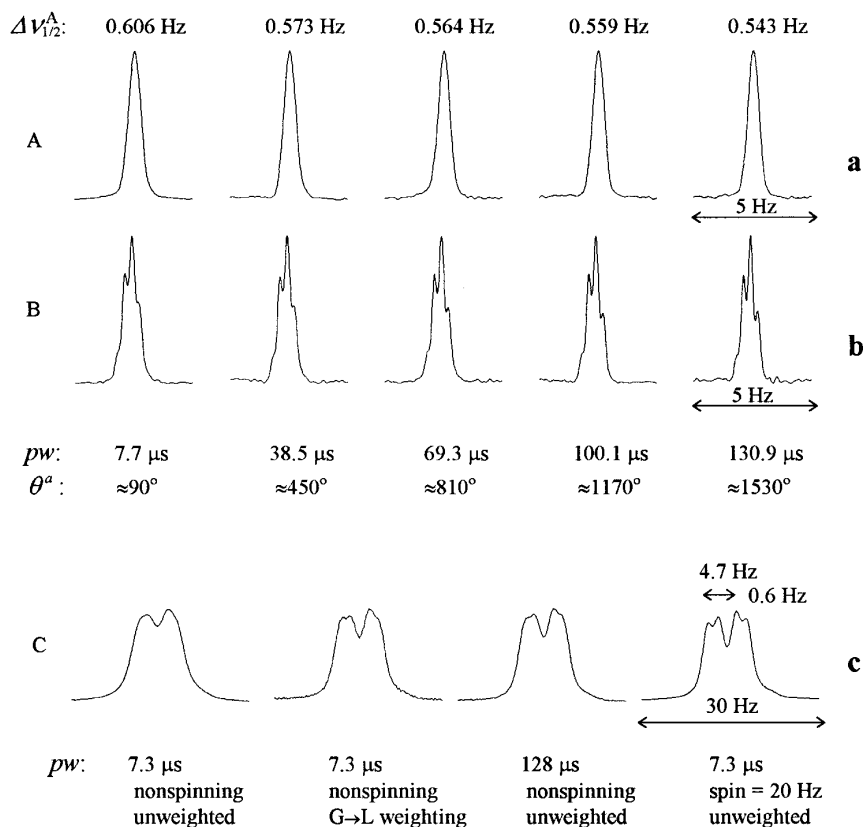 Δν1/2A: 0.606 Hz 0.573 Hz 0.564 Hz 0.559 Hz 0.543 Hz
A
a
5 Hz
B
b
5 Hz
pw: 7.7 μs 38.5 μs 69.3 μs 100.1 μs 130.9 μs
θa : ≈90° ≈450° ≈810° ≈1170° ≈1530°
4.7 Hz
0.6 Hz
C
c
30 Hz
pw: 7.3 μs 7.3 μs 128 μs 7.3 μs
nonspinning nonspinning nonspinning spin = 20 Hz
unweighted G→L weighting unweighted unweighted